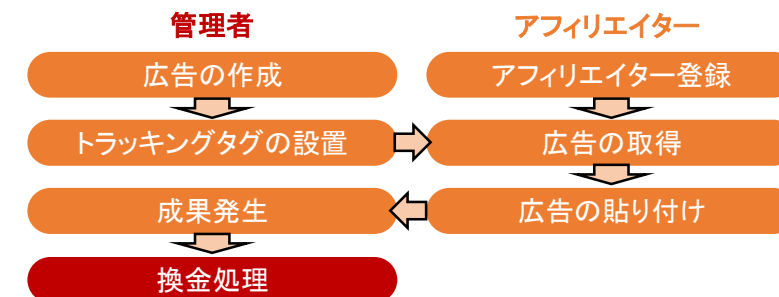 管理者
アフィリエイター
広告の作成
アフィリエイター登録
トラッキングタグの設置
広告の取得
成果発生
広告の貼り付け
換金処理